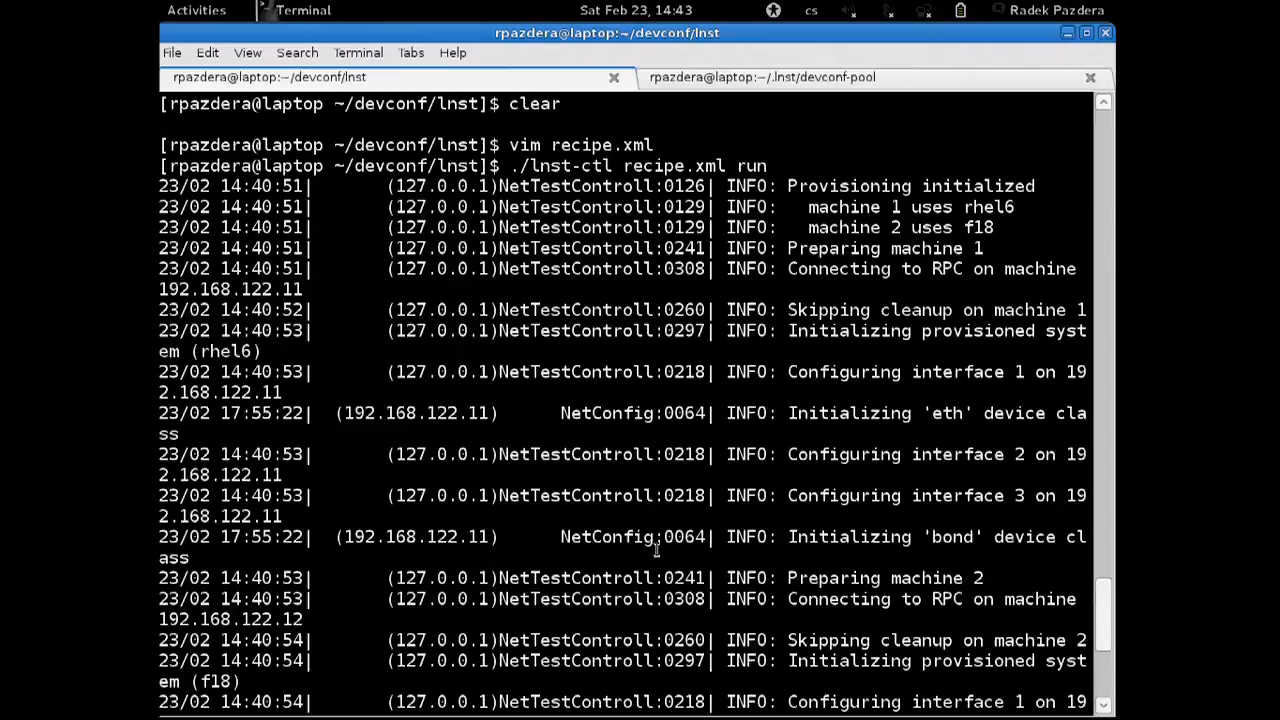 Activities Terminal Sat Feb 23, 14:43 cs Radek Pazdera
rpazdera@laptop:~/devconf/lnst
File Edit View Search Terminal Tabs Help
rpazdera@laptop:~/devconf/lnst rpazdera@laptop:~/.lnst/devconf-pool
[rpazdera@laptop ~/devconf/lnst]$ clear
[rpazdera@laptop ~/devconf/lnst]$ vim recipe.xml
[rpazdera@laptop ~/devconf/lnst]$ ./lnst-ctl recipe.xml run
23/02 14:40:51| (127.0.0.1)NetTestControll:0126| INFO: Provisioning initialized
23/02 14:40:51| (127.0.0.1)NetTestControll:0129| INFO: machine 1 uses rhel6
23/02 14:40:51| (127.0.0.1)NetTestControll:0129| INFO: machine 2 uses f18
23/02 14:40:51| (127.0.0.1)NetTestControll:0241| INFO: Preparing machine 1
23/02 14:40:51| (127.0.0.1)NetTestControll:0308| INFO: Connecting to RPC on machine
192.168.122.11
23/02 14:40:52| (127.0.0.1)NetTestControll:0260| INFO: Skipping cleanup on machine 1
23/02 14:40:53| (127.0.0.1)NetTestControll:0297| INFO: Initializing provisioned syst
em (rhel6)
23/02 14:40:53| (127.0.0.1)NetTestControll:0218| INFO: Configuring interface 1 on 19
2.168.122.11
23/02 17:55:22| (192.168.122.11) NetConfig:0064| INFO: Initializing 'eth' device cla
ss
23/02 14:40:53| (127.0.0.1)NetTestControll:0218| INFO: Configuring interface 2 on 19
2.168.122.11
23/02 14:40:53| (127.0.0.1)NetTestControll:0218| INFO: Configuring interface 3 on 19
2.168.122.11
23/02 17:55:22| (192.168.122.11) NetConfig:0064| INFO: Initializing 'bond' device cl
ass
23/02 14:40:53| (127.0.0.1)NetTestControll:0241| INFO: Preparing machine 2
23/02 14:40:53| (127.0.0.1)NetTestControll:0308| INFO: Connecting to RPC on machine
192.168.122.12
23/02 14:40:54| (127.0.0.1)NetTestControll:0260| INFO: Skipping cleanup on machine 2
23/02 14:40:54| (127.0.0.1)NetTestControll:0297| INFO: Initializing provisioned syst
em (f18)
23/02 14:40:54| (127.0.0.1)NetTestControll:0218| INFO: Configuring interface 1 on 19